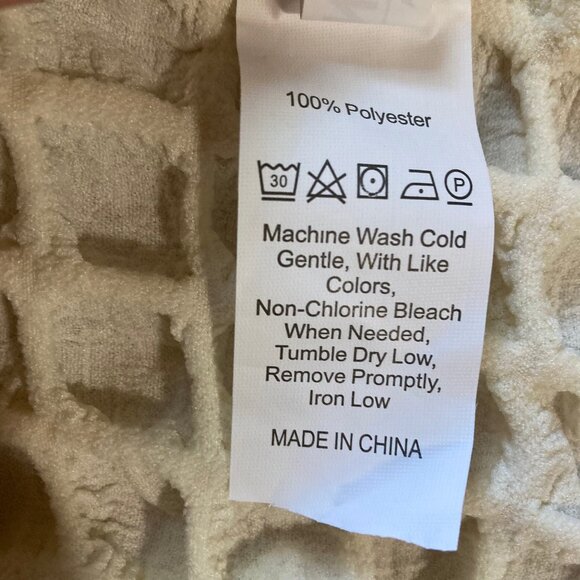 100% Polyester
30 P
Machine Wash Cold
Gentle, With Like
Colors,
Non-Chlorine Bleach
When Needed,
Tumble Dry Low,
Remove Promptly,
Iron Low
MADE IN CHINA